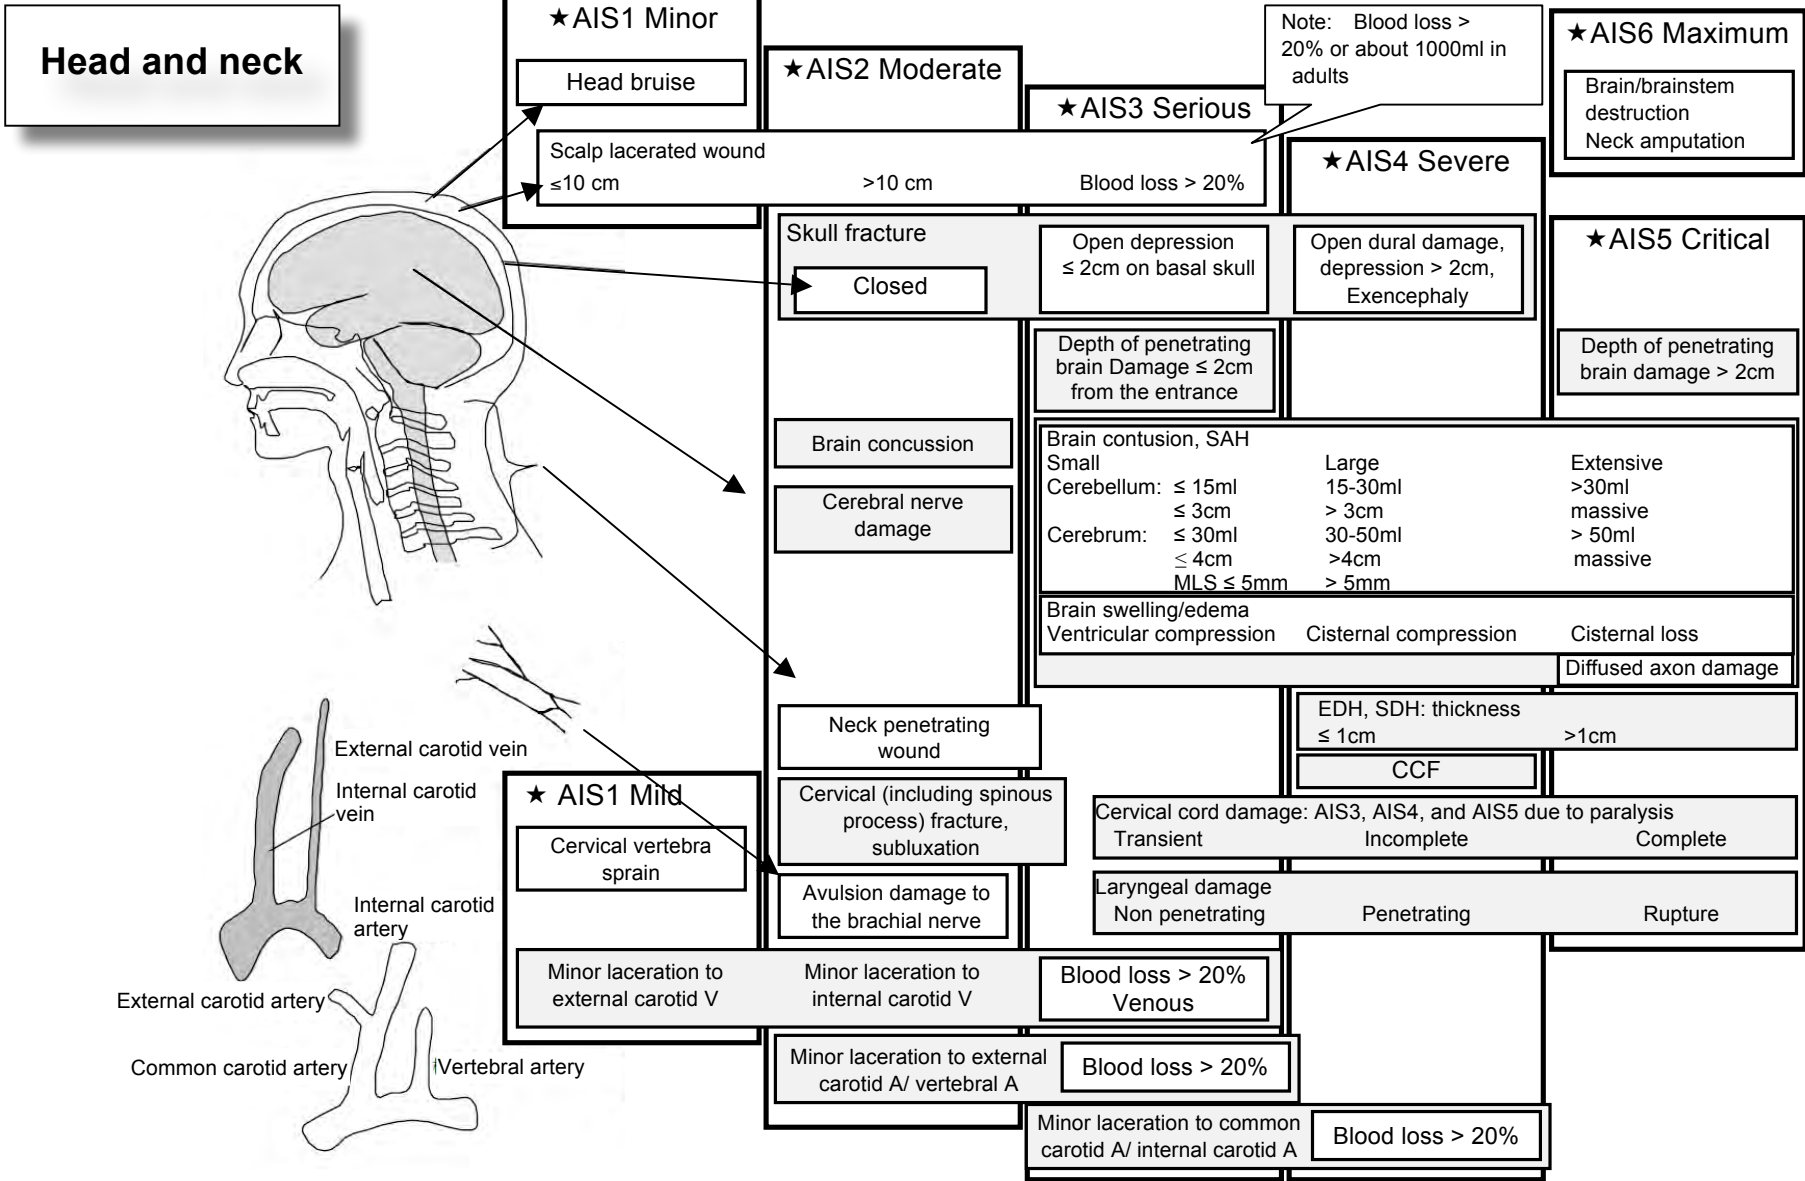 Head and neck
★AIS1 Minor
Head bruise
★AIS2 Moderate
★AIS3 Serious
Note: Blood loss >
20% or about 1000ml in
adults
★AIS6 Maximum
Brain/brainstem
destruction
Neck amputation
Scalp lacerated wound
≤10 cm >10 cm Blood loss > 20%
★AIS4 Severe
★AIS5 Critical
Skull fracture
Closed
Open depression
≤ 2cm on basal skull
Open dural damage,
depression > 2cm,
Exencephaly
Depth of penetrating
brain Damage ≤ 2cm
from the entrance
Depth of penetrating
brain damage > 2cm
Brain concussion
Cerebral nerve
damage
Brain contusion, SAH
Small Large Extensive
Cerebellum: ≤ 15ml 15-30ml >30ml
≤ 3cm > 3cm massive
Cerebrum: ≤ 30ml 30-50ml > 50ml
≤ 4cm >4cm massive
MLS ≤ 5mm > 5mm
Brain swelling/edema
Ventricular compression Cisternal compression Cisternal loss
Diffused axon damage
EDH, SDH: thickness
≤ 1cm >1cm
CCF
Neck penetrating
wound
External carotid vein
Internal carotid
vein
★ AIS1 Mild
Cervical vertebra
sprain
Cervical (including spinous
process) fracture,
subluxation
Cervical cord damage: AIS3, AIS4, and AIS5 due to paralysis
Transient Incomplete Complete
Avulsion damage to
the brachial nerve
Laryngeal damage
Non penetrating Penetrating Rupture
Internal carotid
artery
External carotid artery
Common carotid artery
Vertebral artery
Minor laceration to
external carotid V
Minor laceration to
internal carotid V
Blood loss > 20%
Venous
Minor laceration to external
carotid A/ vertebral A
Blood loss > 20%
Minor laceration to common
carotid A/ internal carotid A
Blood loss > 20%